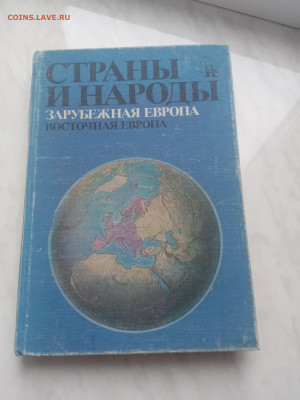 COINS.LAVE.RU
СТРАНЫ
И НАРОДЫ
ЗАРУБЕЖНАЯ ЕВРОПА
ВОСТОЧНАЯ ЕВРОПА